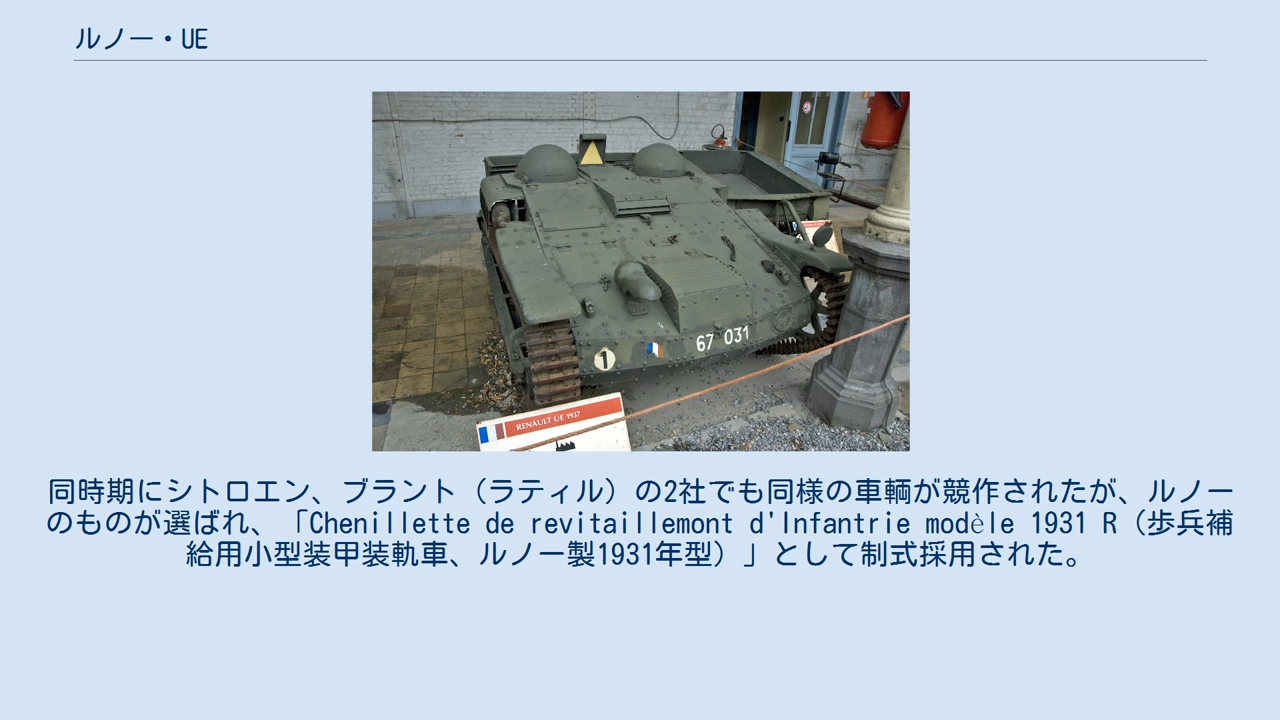 ルノー・UE
1
67 031
RENAULT UE 1937
同時期にシトロエン、ブラント（ラティル）の2社でも同様の車輌が競作されたが、ルノー
のものが選ばれ、「Chenillette de revitaillemont d'Infantrie modèle 1931 R（歩兵補
給用小型装甲装軌車、ルノー製1931年型）」として制式採用された。